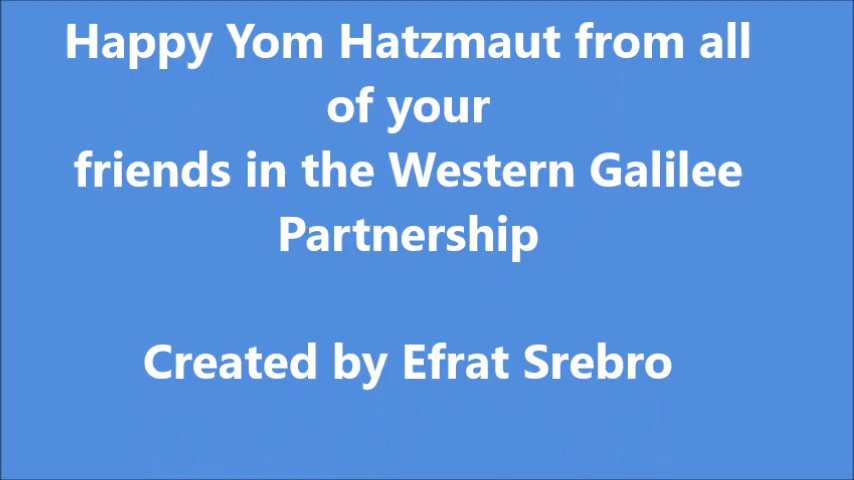 Happy Yom Hatzmaut from all
of your
friends in the Western Galilee
Partnership
Created by Efrat Srebro